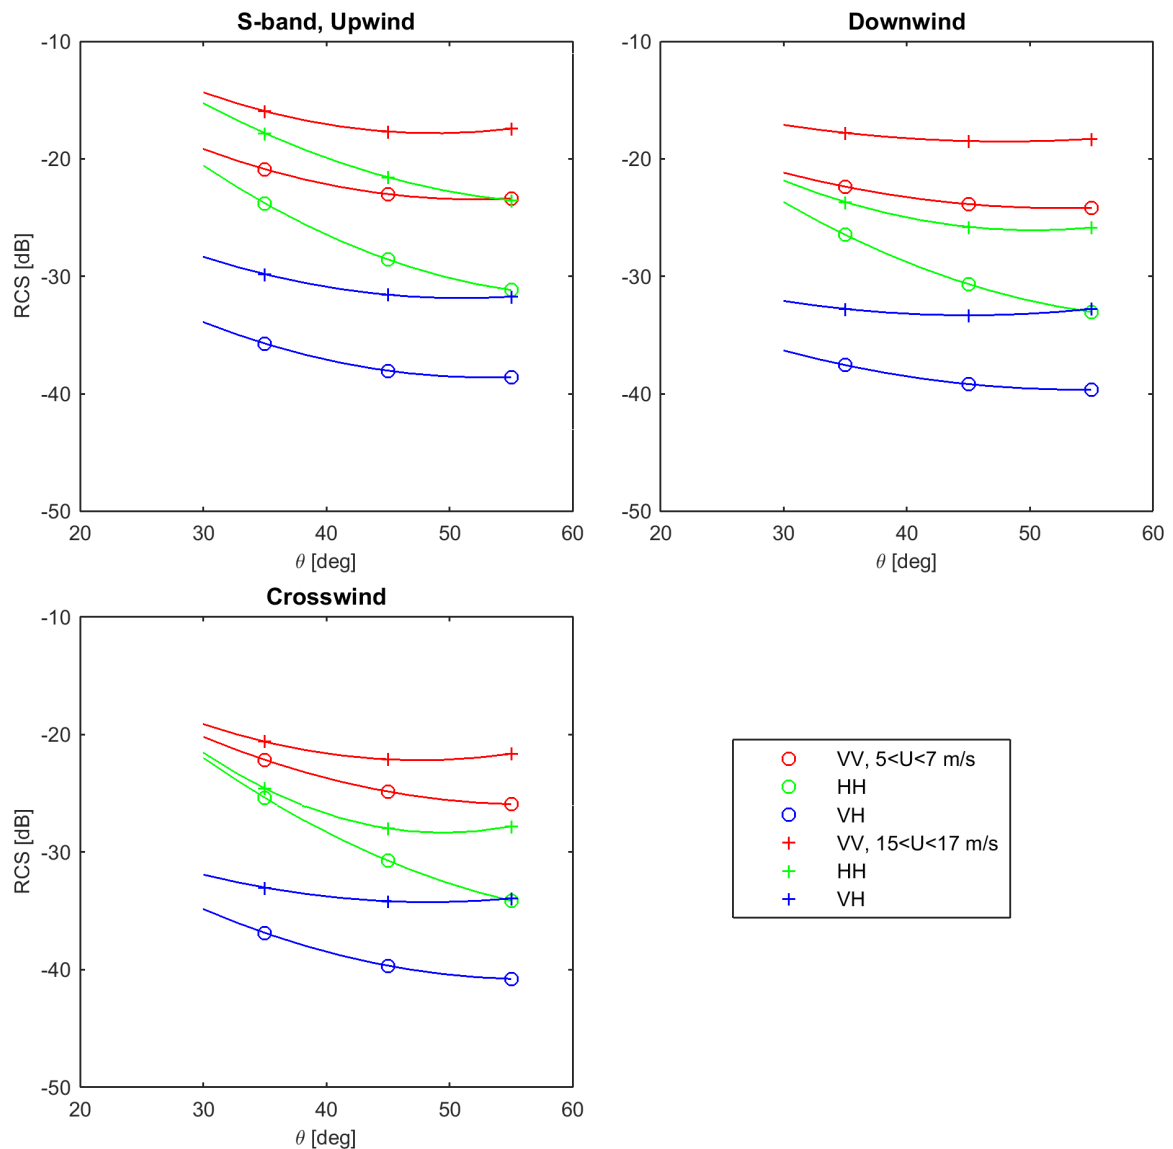 S-band, Upwind
-10
-20
-30
-40
-50
RCS [dB]
20 30 40 50 60
θ [deg]
Downwind
-10
-20
-30
-40
-50
20 30 40 50 60
θ [deg]
Crosswind
-10
-20
-30
-40
-50
RCS [dB]
20 30 40 50 60
θ [deg]
VV, 5<U<7 m/s
HH
VH
VV, 15<U<17 m/s
HH
VH